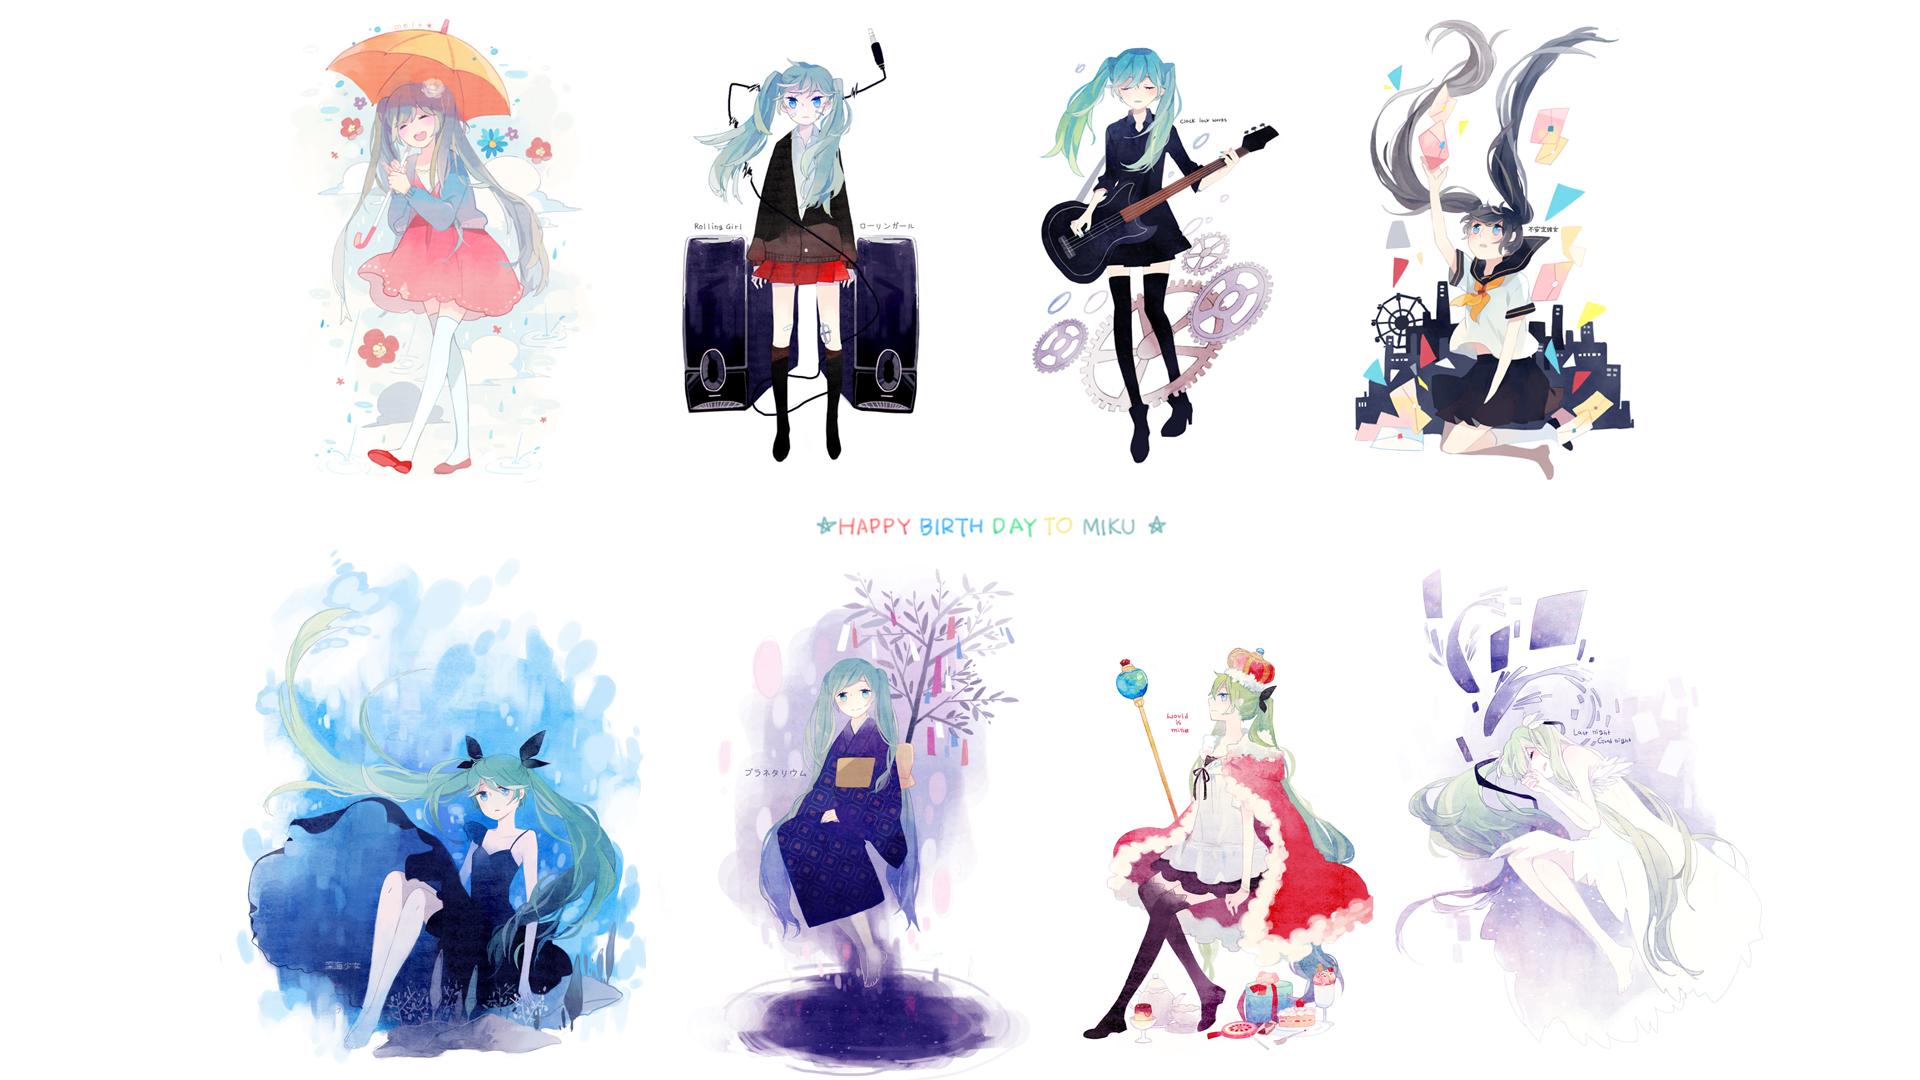 melt★
Rolling Girl
ローリンガール
clock lock works
不安定彼女
☆HAPPY BIRTH DAY TO MIKU ☆
深海少女
プラネタリウム
World
is
mine
Last night
Good night